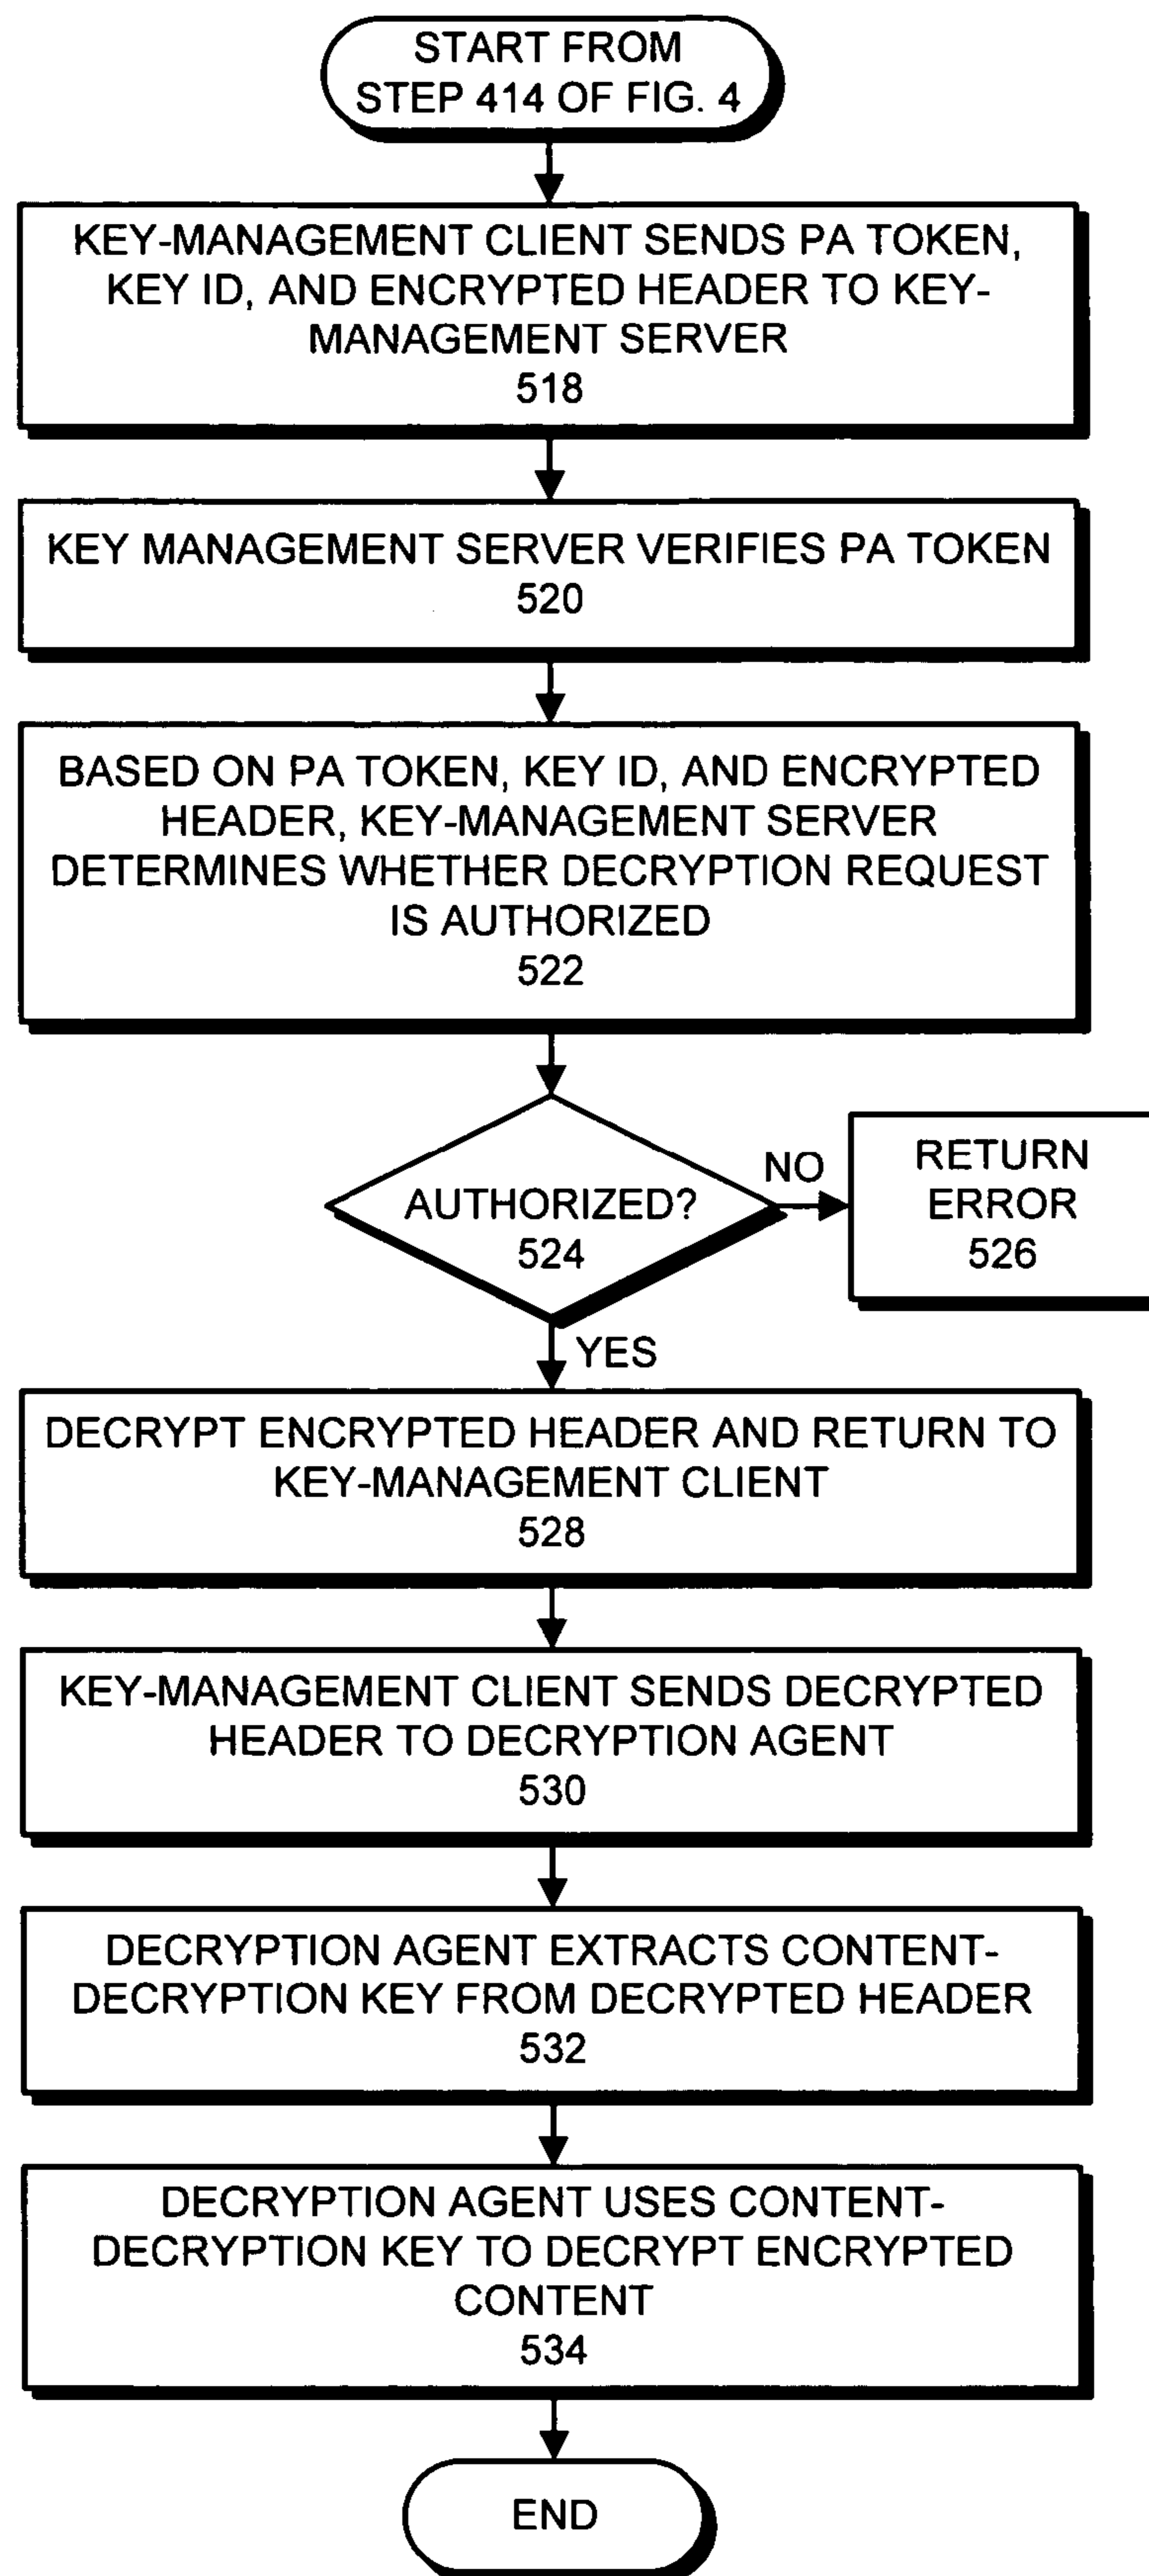 START FROM
STEP 414 OF FIG. 4
KEY-MANAGEMENT CLIENT SENDS PA TOKEN,
KEY ID, AND ENCRYPTED HEADER TO KEY-
MANAGEMENT SERVER
518
KEY MANAGEMENT SERVER VERIFIES PA TOKEN
520
BASED ON PA TOKEN, KEY ID, AND ENCRYPTED
HEADER, KEY-MANAGEMENT SERVER
DETERMINES WHETHER DECRYPTION REQUEST
IS AUTHORIZED
522
AUTHORIZED?
524
NO
RETURN
ERROR
526
YES
DECRYPT ENCRYPTED HEADER AND RETURN TO
KEY-MANAGEMENT CLIENT
528
KEY-MANAGEMENT CLIENT SENDS DECRYPTED
HEADER TO DECRYPTION AGENT
530
DECRYPTION AGENT EXTRACTS CONTENT-
DECRYPTION KEY FROM DECRYPTED HEADER
532
DECRYPTION AGENT USES CONTENT-
DECRYPTION KEY TO DECRYPT ENCRYPTED
CONTENT
534
END